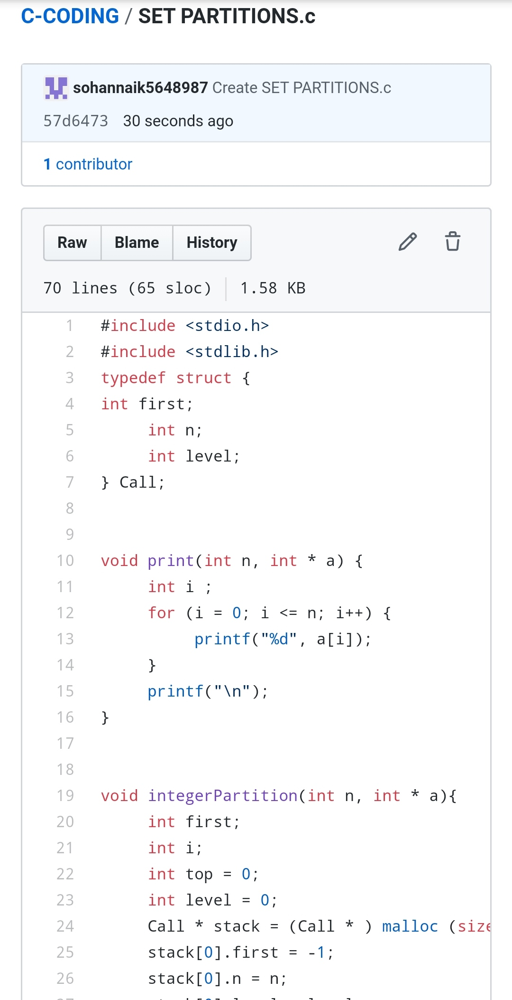 C-CODING / SET PARTITIONS.c
sohannaik5648987 Create SET PARTITIONS.c
57d6473 30 seconds ago
1 contributor
Raw Blame History
70 lines (65 sloc) 1.58 KB
1 #include <stdio.h>
2 #include <stdlib.h>
3 typedef struct {
4 int first;
5 int n;
6 int level;
7 } Call;
8
9
10 void print(int n, int * a) {
11 int i ;
12 for (i = 0; i <= n; i++) {
13 printf("%d", a[i]);
14 }
15 printf("\n");
16 }
17
18
19 void integerPartition(int n, int * a){
20 int first;
21 int i;
22 int top = 0;
23 int level = 0;
24 Call * stack = (Call * ) malloc (size
25 stack[0].first = -1;
26 stack[0].n = n;